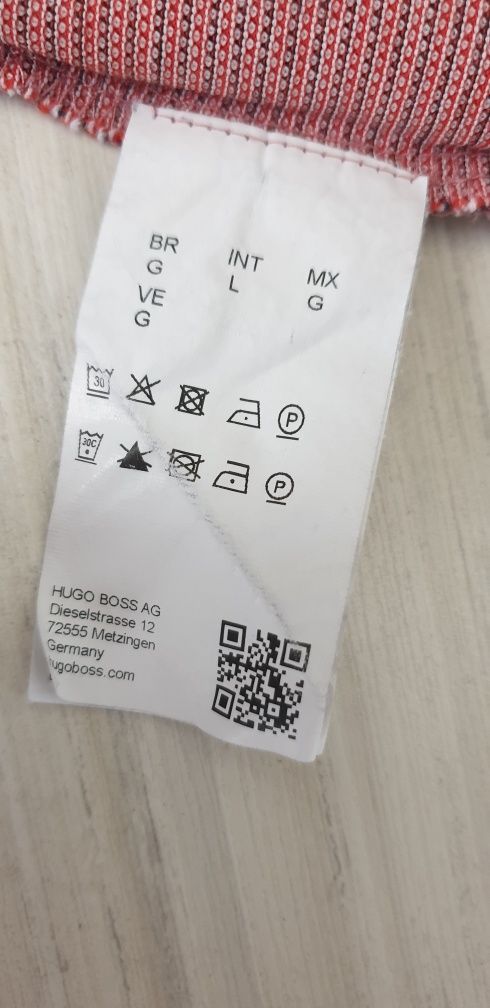 BR
G
INT
L
MX
G
VE
G
30
P
30C
P
HUGO BOSS AG
Dieselstrasse 12
72555 Metzingen
Germany
ugoboss.com